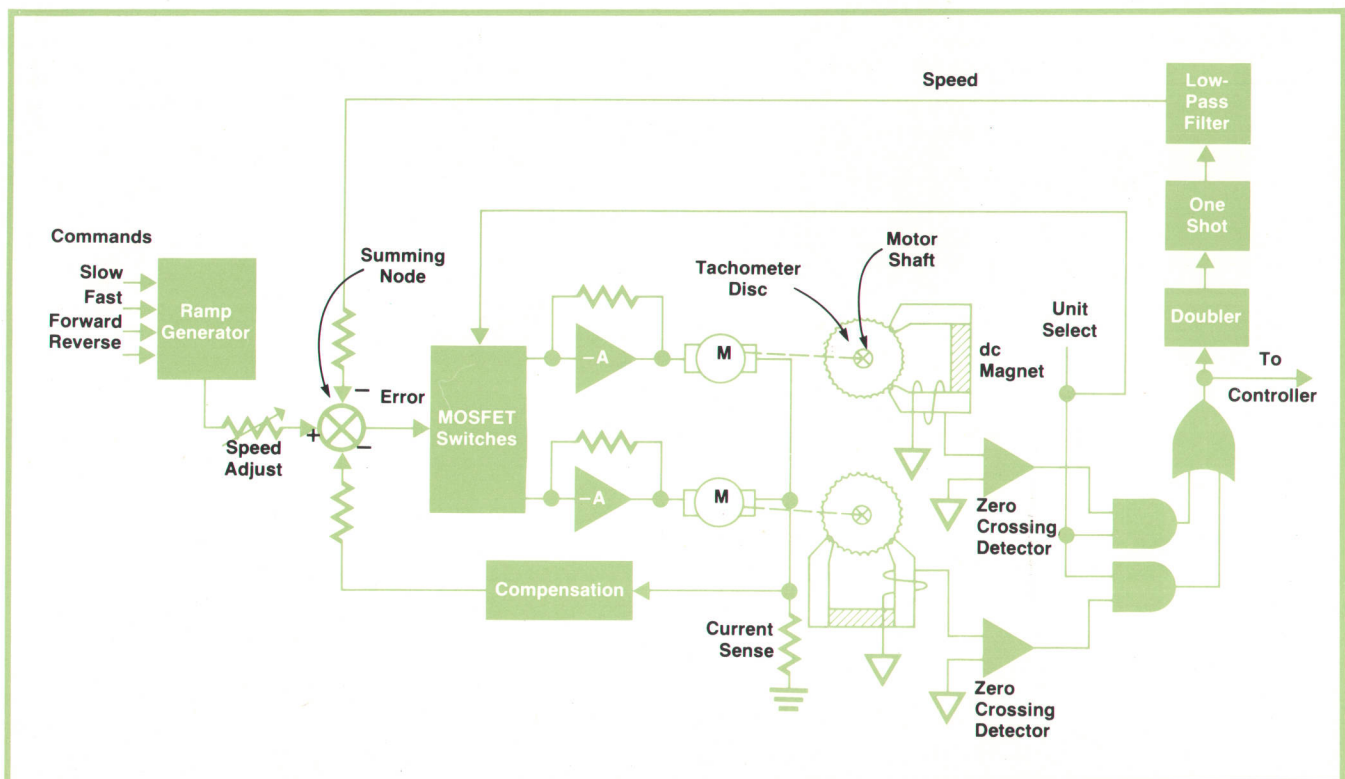 Speed
Low-
Pass
Filter
One
Shot
Doubler
To
Controller
Commands
Slow
Fast
Forward
Reverse
Ramp
Generator
Summing
Node
Speed
Adjust
+
−
−
Error
MOSFET
Switches
−A
M
−A
M
Compensation
Current
Sense
Tachometer
Disc
Motor
Shaft
dc
Magnet
Unit
Select
Zero
Crossing
Detector
Zero
Crossing
Detector